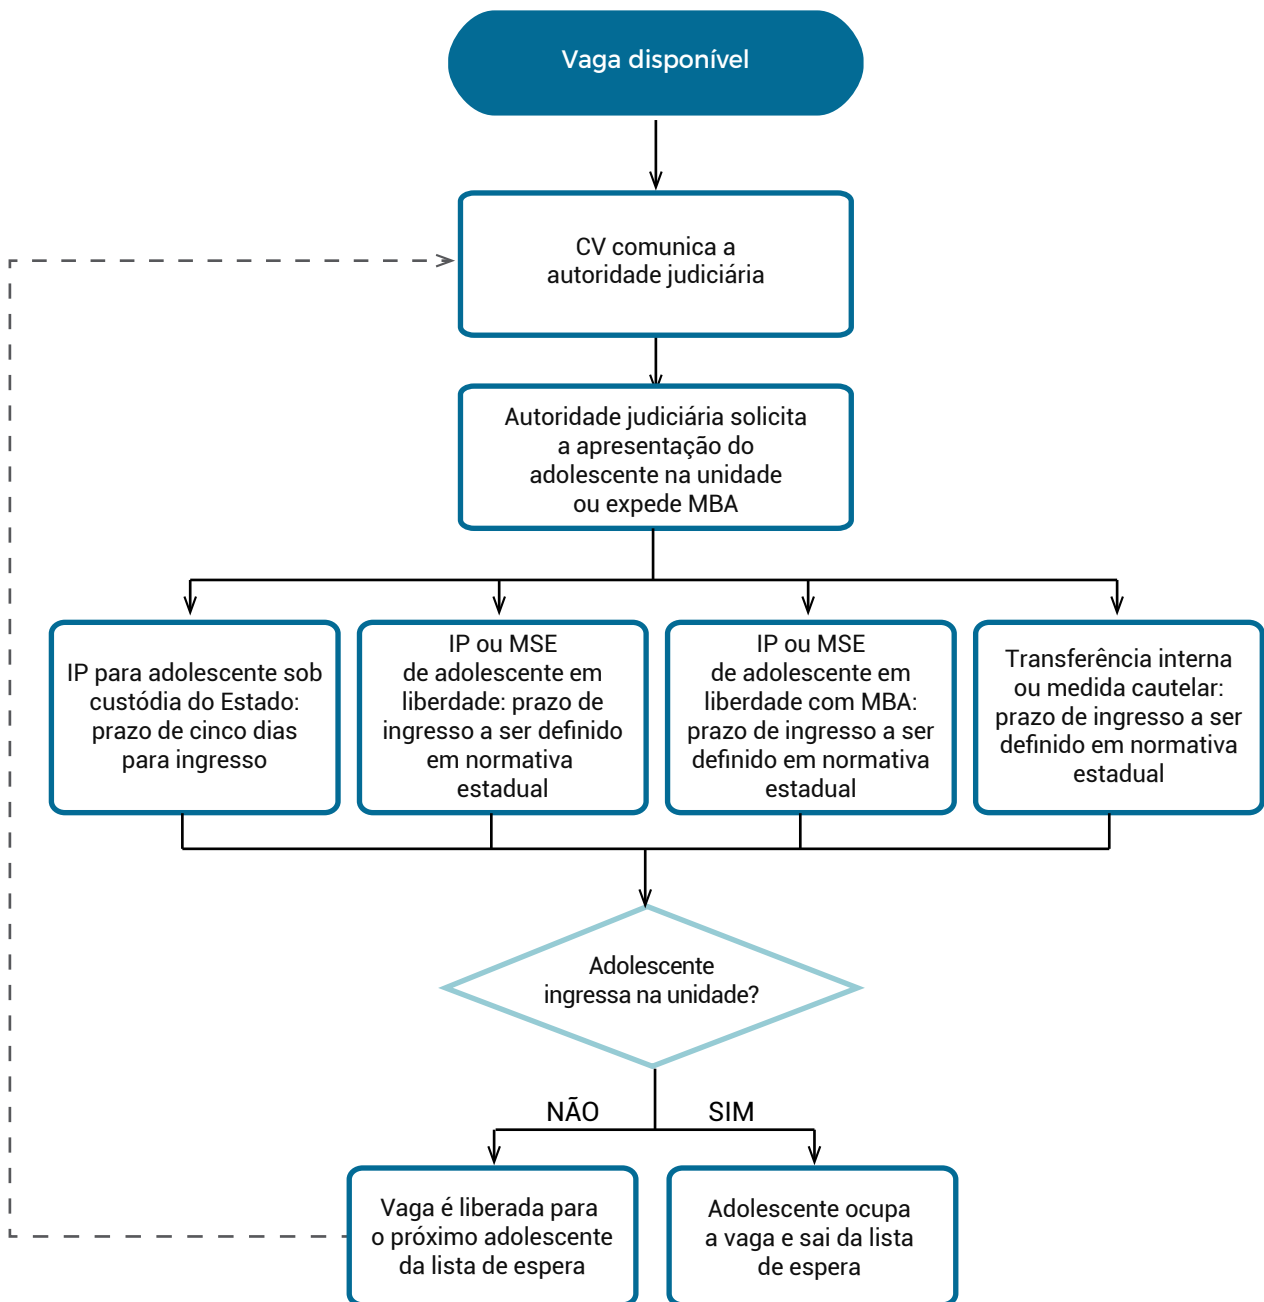 Vaga disponível
CV comunica a
autoridade judiciária
Autoridade judiciária solicita
a apresentação do
adolescente na unidade
ou expede MBA
IP para adolescente sob
custódia do Estado:
prazo de cinco dias
para ingresso
IP ou MSE
de adolescente em
liberdade: prazo de
ingresso a ser definido
em normativa
estadual
IP ou MSE
de adolescente em
liberdade com MBA:
prazo de ingresso a ser
definido em normativa
estadual
Transferência interna
ou medida cautelar:
prazo de ingresso a ser
definido em normativa
estadual
Adolescente
ingressa na unidade?
NÃO
SIM
Vaga é liberada para
o próximo adolescente
da lista de espera
Adolescente ocupa
a vaga e sai da lista
de espera